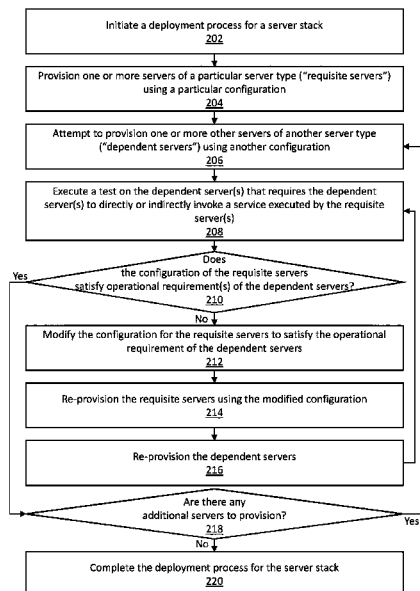 Initiate a deployment process for a server stack
202
Provision one or more servers of a particular server type ("requisite servers")
using a particular configuration
204
Attempt to provision one or more other servers of another server type
("dependent servers") using another configuration
206
Execute a test on the dependent server(s) that requires the dependent
server(s) to directly or indirectly invoke a service executed by the requisite
server(s)
208
Does
the configuration of the requisite servers
satisfy operational requirement(s) of the dependent servers?
210
Yes
No
Modify the configuration for the requisite servers to satisfy the operational
requirement of the dependent servers
212
Re-provision the requisite servers using the modified configuration
214
Re-provision the dependent servers
216
Are there any
additional servers to provision?
218
Yes
No
Complete the deployment process for the server stack
220